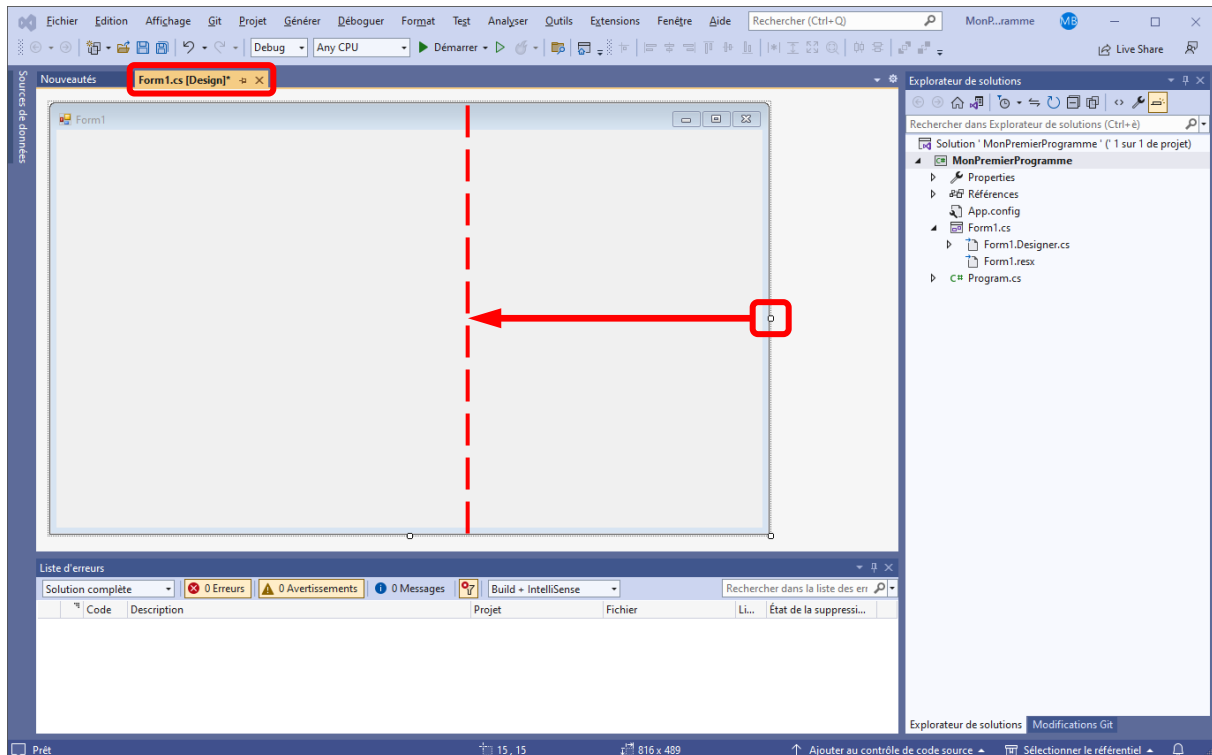 Fichier Edition Affichage Git Projet Générer Déboguer Format Test Analyser Outils Extensions Fenêtre Aide Rechercher (Ctrl+Q) MonP...ramme MB
Debug Any CPU Démarrer Live Share
Sources de données
Nouveautés Form1.cs [Design]*
Form1
Explorateur de solutions
Rechercher dans Explorateur de solutions (Ctrl+è)
Solution ' MonPremierProgramme ' (' 1 sur 1 de projet)
MonPremierProgramme
Properties
Références
App.config
Form1.cs
Form1.Designer.cs
Form1.resx
C# Program.cs
Liste d'erreurs
Solution complète 0 Erreurs 0 Avertissements 0 Messages Build + IntelliSense Rechercher dans la liste des err
Code Description Projet Fichier Li... État de la suppressi...
Explorateur de solutions Modifications Git
Prêt 15 , 15 816 x 489 Ajouter au contrôle de code source Sélectionner le référentiel